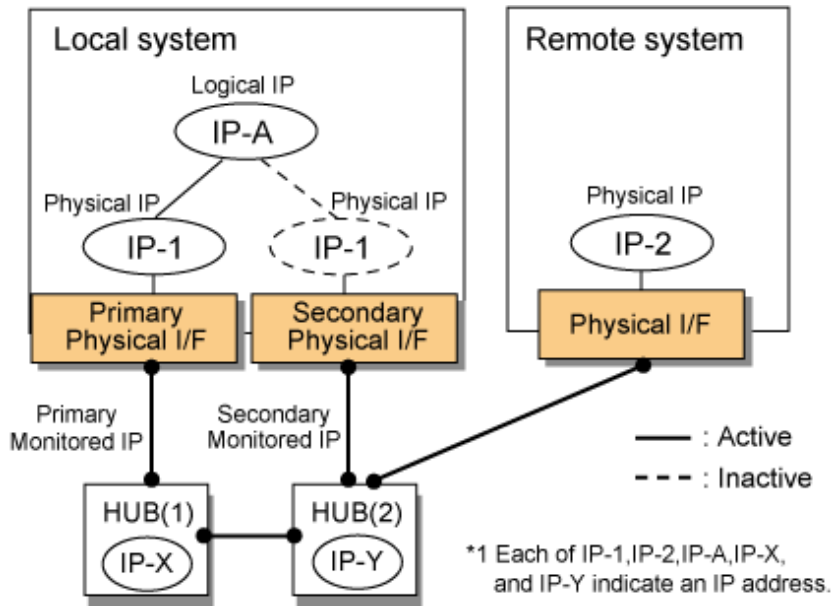 Local system
Remote system
Logical IP
IP-A
Physical IP
Physical IP
Physical IP
IP-1
IP-1
IP-2
Primary
Physical I/F
Secondary
Physical I/F
Physical I/F
Primary
Monitored IP
Secondary
Monitored IP
: Active
: Inactive
HUB(1)
IP-X
HUB(2)
IP-Y
*1 Each of IP-1,IP-2,IP-A,IP-X,
and IP-Y indicate an IP address.